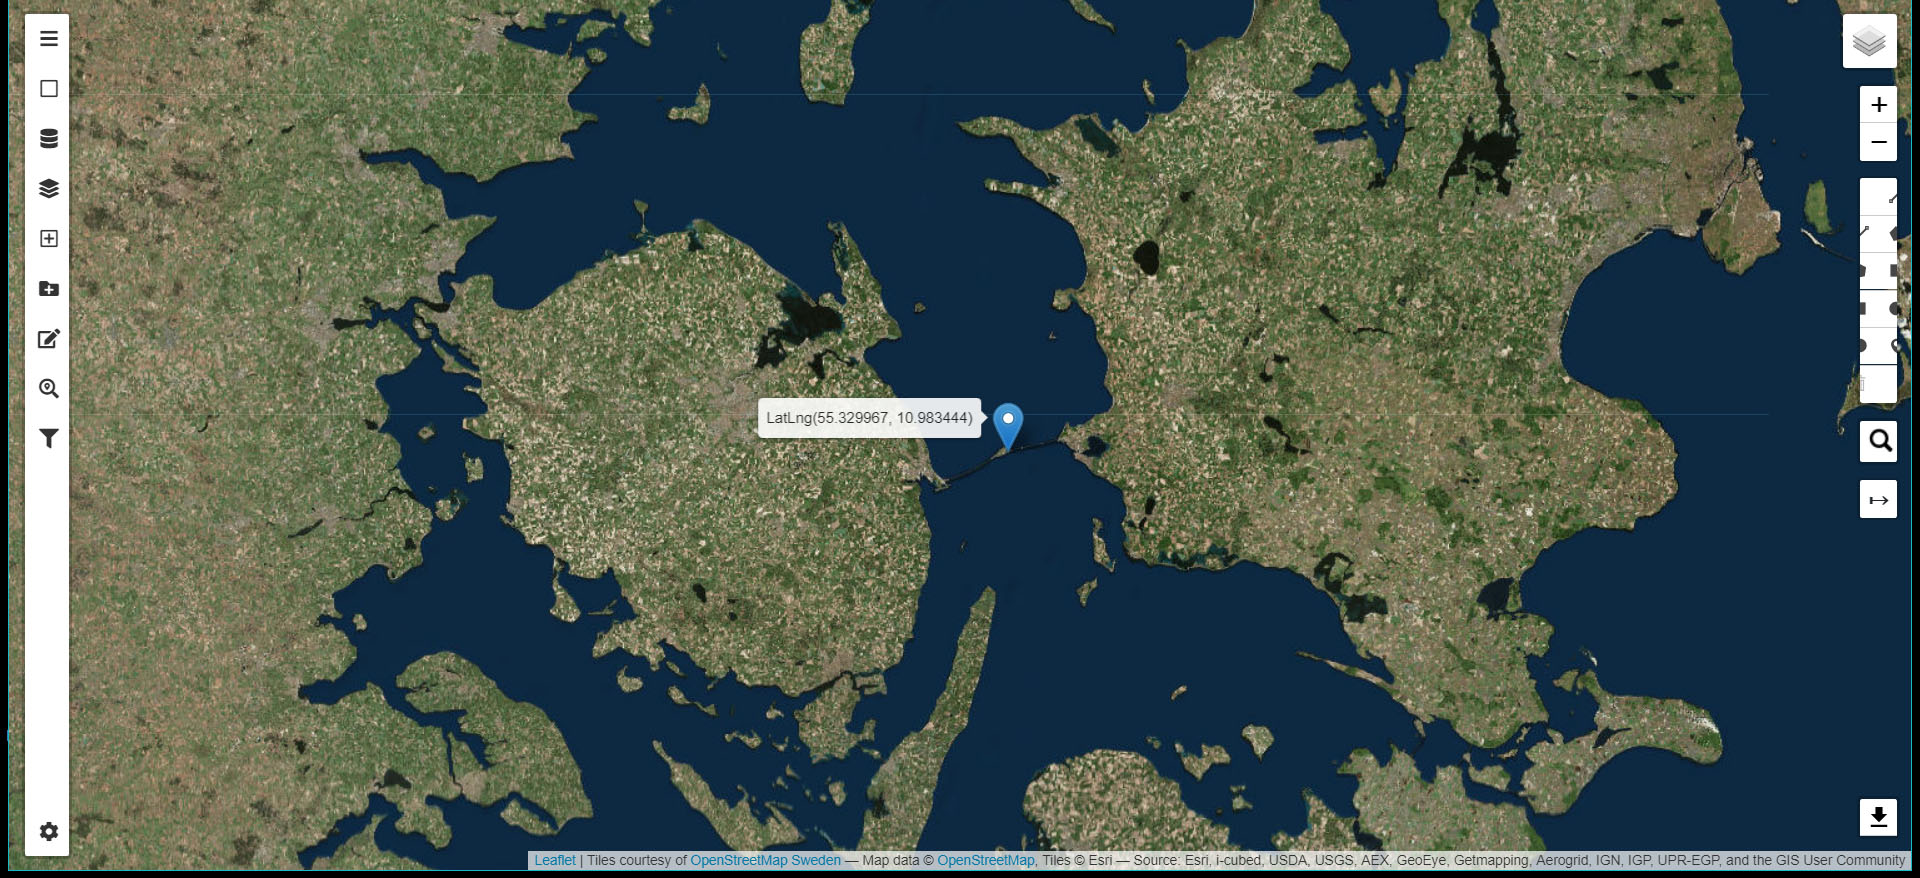 LatLng(55.329967, 10.983444)
+
−
Leaflet | Tiles courtesy of OpenStreetMap Sweden — Map data © OpenStreetMap, Tiles © Esri — Source: Esri, i-cubed, USDA, USGS, AEX, GeoEye, Getmapping, Aerogrid, IGN, IGP, UPR-EGP, and the GIS User Community